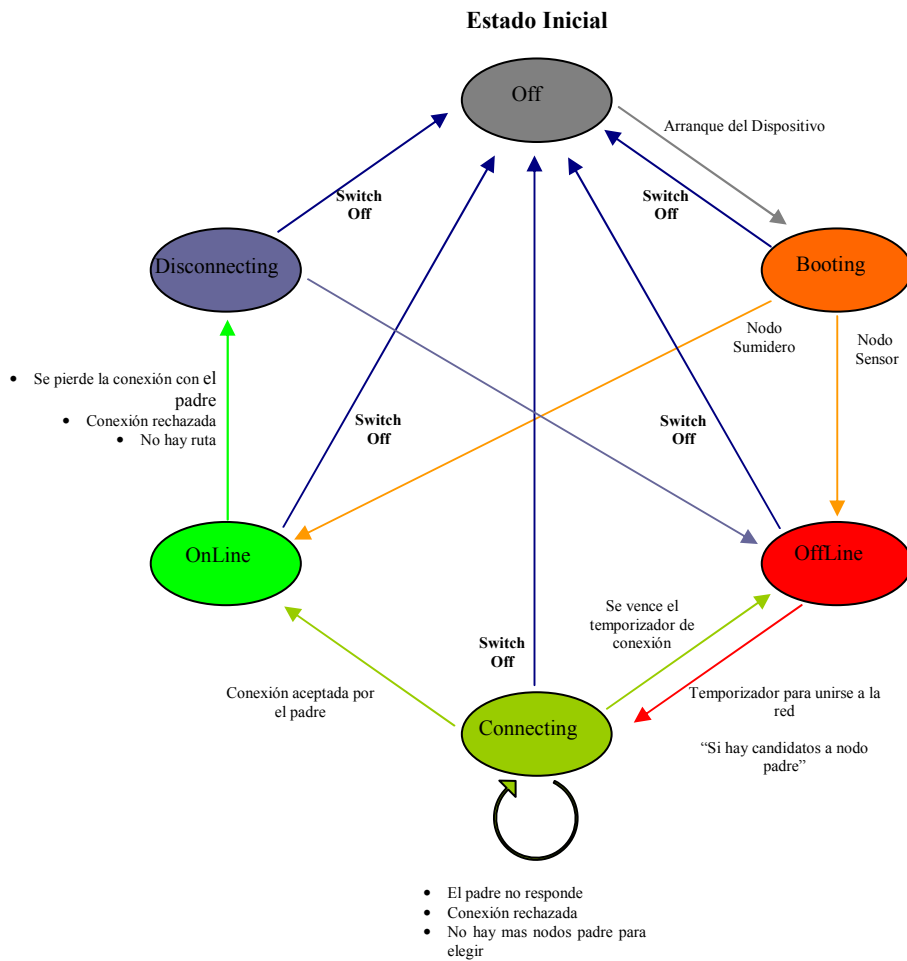 Estado Inicial
Off
Arranque del Dispositivo
Switch
Off
Switch
Off
Disconnecting
Booting
Nodo
Sumidero
Nodo
Sensor
• Se pierde la conexión con el
padre
• Conexión rechazada
• No hay ruta
Switch
Off
Switch
Off
OnLine
OffLine
Se vence el
temporizador de
conexión
Switch
Off
Conexión aceptada por
el padre
Connecting
Temporizador para unirse a la
red
“Si hay candidatos a nodo
padre”
• El padre no responde
• Conexión rechazada
• No hay mas nodos padre para
elegir